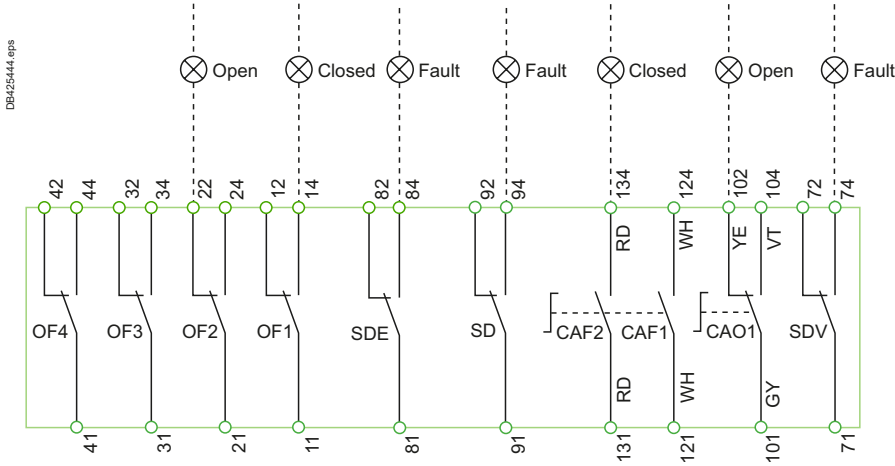 DB425444.eps
Open
Closed
Fault
Fault
Closed
Open
Fault
42
44
32
34
22
24
12
14
82
84
92
94
134
124
102
104
72
74
RD
WH
YE
VT
OF4
OF3
OF2
OF1
SDE
SD
CAF2
CAF1
CAO1
SDV
RD
WH
GY
41
31
21
11
81
91
131
121
101
71